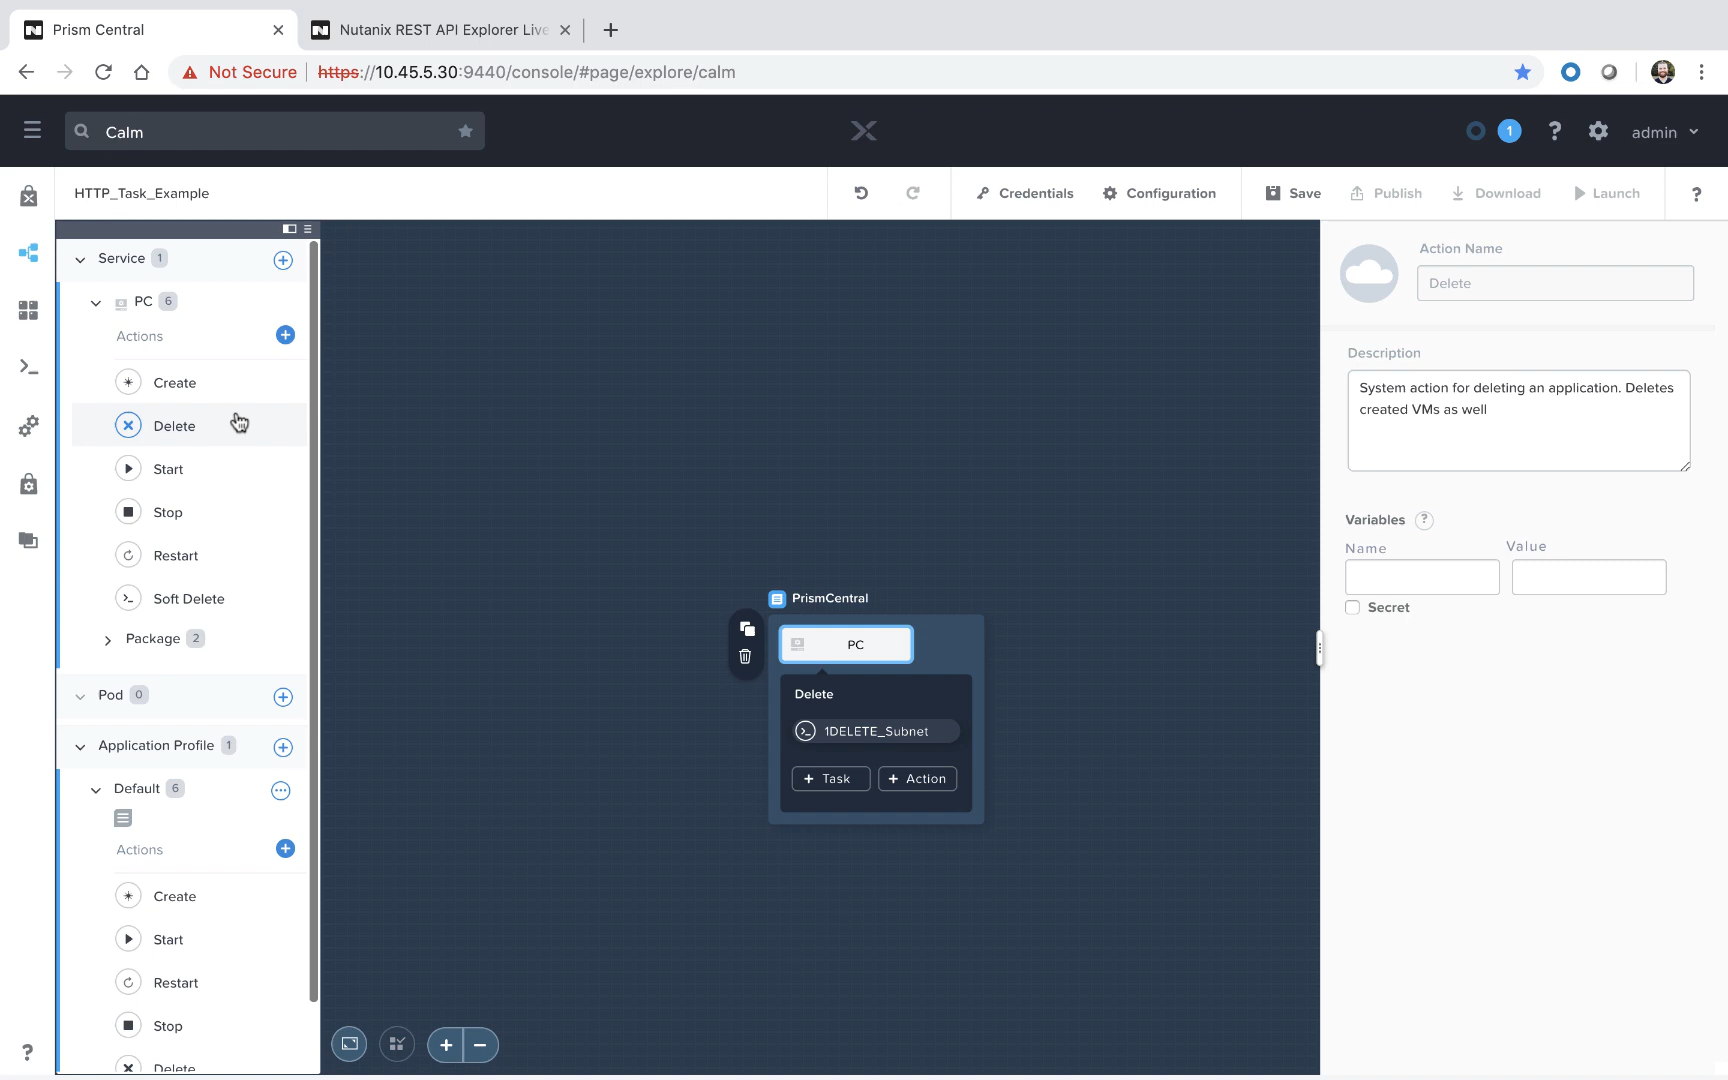 Prism Central
Nutanix REST API Explorer Live
Not Secure
https://10.45.5.30:9440/console/#page/explore/calm
Calm
1
?
admin
HTTP_Task_Example
Credentials
Configuration
Save
Publish
Download
Launch
?
Service 1
PC 6
Actions
Create
Delete
Start
Stop
Restart
Soft Delete
Package 2
Pod 0
Application Profile 1
Default 6
Actions
Create
Start
Restart
Stop
Delete
?
PrismCentral
PC
Delete
1DELETE_Subnet
+ Task
+ Action
Action Name
Delete
Description
System action for deleting an application. Deletes
created VMs as well
Variables ?
Name
Value
Secret